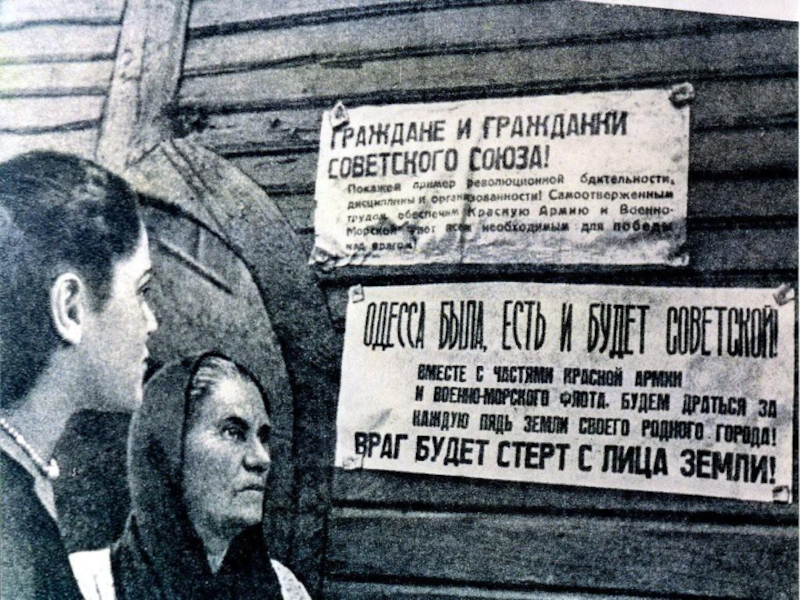 ГРАЖДАНЕ И ГРАЖДАНКИ
СОВЕТСКОГО СОЮЗА!
Покажем пример революционной бдительности,
дисциплины и организованности! Самоотверженным
трудом обеспечим Красную Армию и Военно-
Морской Флот всем необходимым для победы
над врагом!
ОДЕССА БЫЛА, ЕСТЬ И БУДЕТ СОВЕТСКОЙ!
ВМЕСТЕ С ЧАСТЯМИ КРАСНОЙ АРМИИ
И ВОЕННО-МОРСКОГО ФЛОТА. БУДЕМ ДРАТЬСЯ ЗА
КАЖДУЮ ПЯДЬ ЗЕМЛИ СВОЕГО РОДНОГО ГОРОДА!
ВРАГ БУДЕТ СТЕРТ С ЛИЦА ЗЕМЛИ!